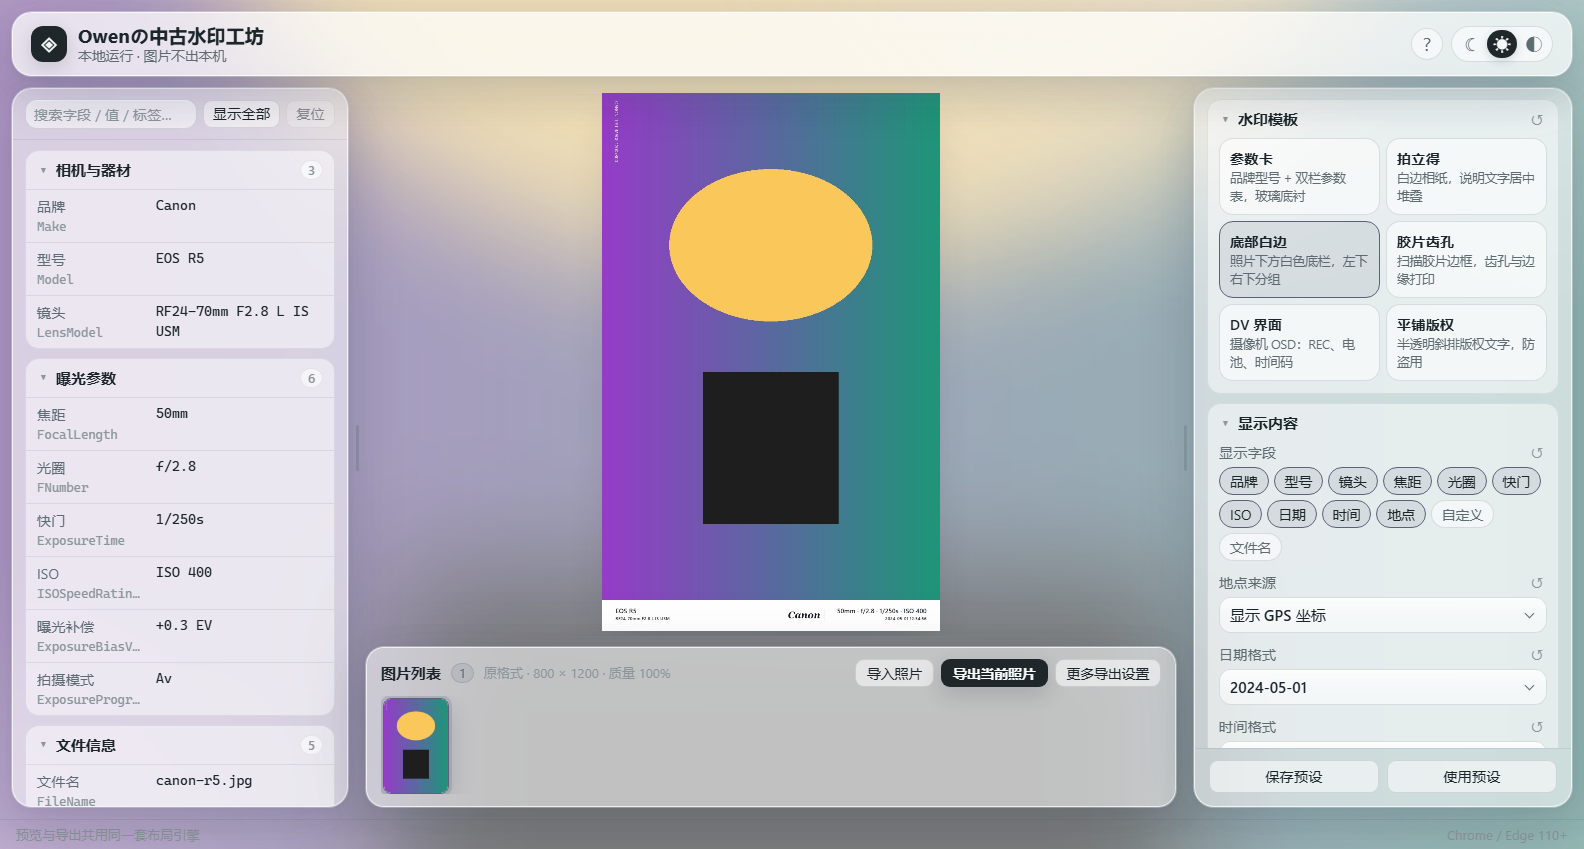 Owenの中古水印工坊
本地运行 · 图片不出本机
?
搜索字段 / 值 / 标签...
显示全部
复位
相机与器材
3
品牌
Make
Canon
型号
Model
EOS R5
镜头
LensModel
RF24-70mm F2.8 L IS
USM
曝光参数
6
焦距
FocalLength
50mm
光圈
FNumber
f/2.8
快门
ExposureTime
1/250s
ISO
ISOSpeedRatin…
ISO 400
曝光补偿
ExposureBiasV…
+0.3 EV
拍摄模式
ExposureProgr…
Av
文件信息
5
文件名
FileName
canon-r5.jpg
EOS R5
RF24-70mm F2.8 L IS USM
Canon
50mm · f/2.8 · 1/250s · ISO 400
图片列表
1
原格式 · 800 × 1200 · 质量 100%
导入照片
导出当前照片
更多导出设置
水印模板
参数卡
品牌型号 + 双栏参数
表，玻璃底衬
拍立得
白边相纸，说明文字居中
堆叠
底部白边
照片下方白色底栏，左下
右下分组
胶片齿孔
扫描胶片边框，齿孔与边
缘打印
DV 界面
摄像机 OSD：REC、电
池、时间码
平铺版权
半透明斜排版权文字，防
盗用
显示内容
显示字段
品牌
型号
镜头
焦距
光圈
快门
ISO
日期
时间
地点
自定义
文件名
地点来源
显示 GPS 坐标
日期格式
2024-05-01
时间格式
保存预设
使用预设
预览与导出共用同一套布局引擎
Chrome / Edge 110+